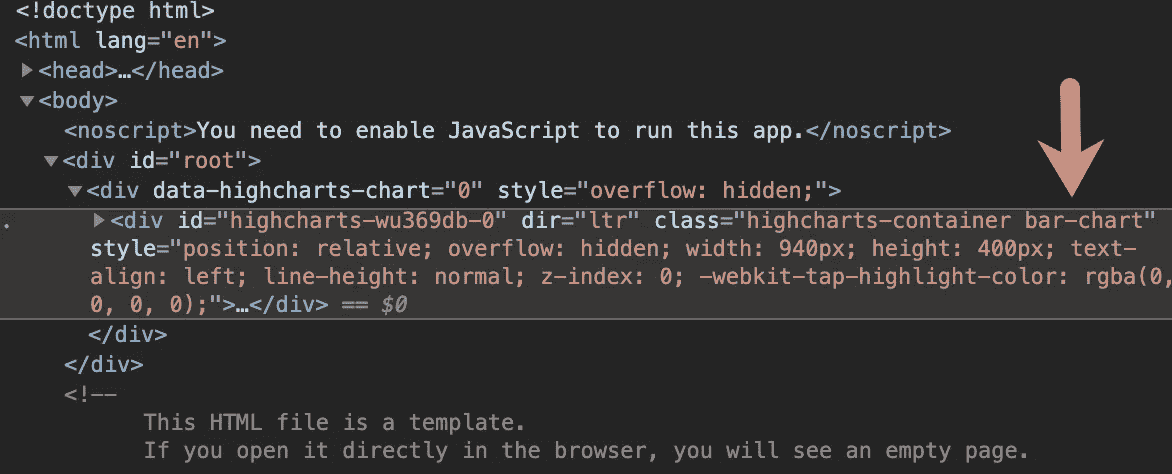 <!doctype html>
<html lang="en">
▶<head>…</head>
▼<body>
<noscript>You need to enable JavaScript to run this app.</noscript>
▼<div id="root">
▼<div data-highcharts-chart="0" style="overflow: hidden;">
▶<div id="highcharts-wu369db-0" dir="ltr" class="highcharts-container bar-chart"
style="position: relative; overflow: hidden; width: 940px; height: 400px; text-
align: left; line-height: normal; z-index: 0; -webkit-tap-highlight-color: rgba(0,
0, 0, 0);">…</div> == $0
</div>
</div>
<!--
This HTML file is a template.
If you open it directly in the browser, you will see an empty page.